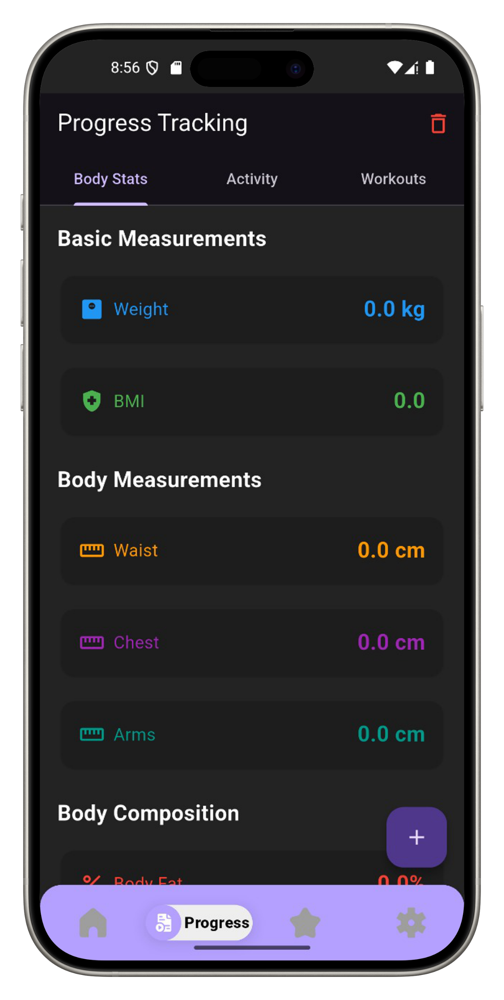 8:56
Progress Tracking
Body Stats Activity Workouts
Basic Measurements
Weight 0.0 kg
BMI 0.0
Body Measurements
Waist 0.0 cm
Chest 0.0 cm
Arms 0.0 cm
Body Composition
+
% Body Fat 0.0%
Progress